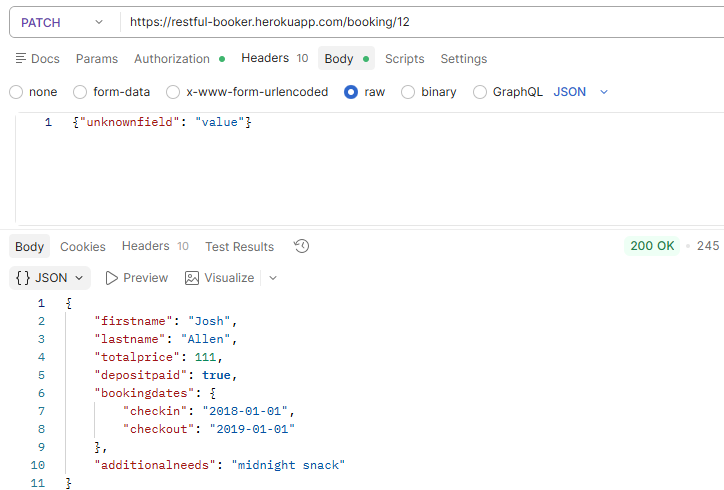 PATCH https://restful-booker.herokuapp.com/booking/12
Docs Params Authorization Headers 10 Body Scripts Settings
none form-data x-www-form-urlencoded raw binary GraphQL JSON
1 {"unknownfield": "value"}
Body Cookies Headers 10 Test Results 200 OK 245
{} JSON Preview Visualize
1 {
2 "firstname": "Josh",
3 "lastname": "Allen",
4 "totalprice": 111,
5 "depositpaid": true,
6 "bookingdates": {
7 "checkin": "2018-01-01",
8 "checkout": "2019-01-01"
9 },
10 "additionalneeds": "midnight snack"
11 }